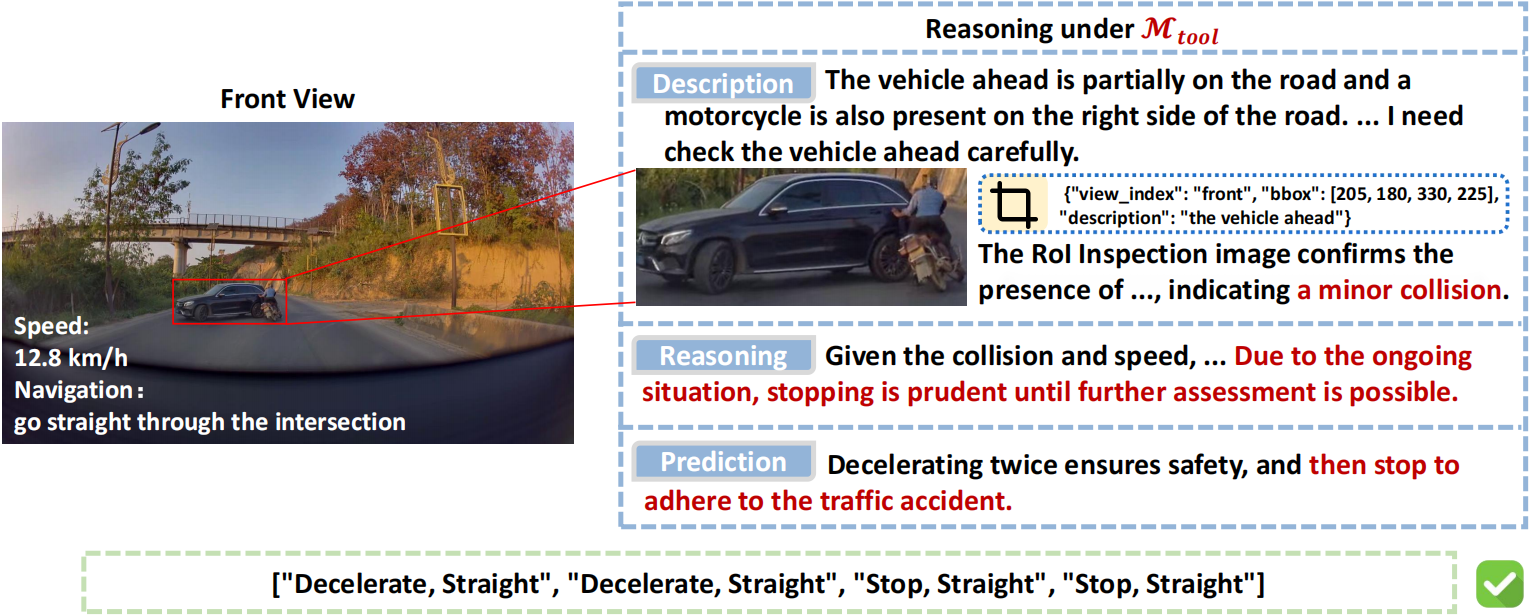 Front View
Speed:
12.8 km/h
Navigation：
go straight through the intersection
Reasoning under ℳtool
Description The vehicle ahead is partially on the road and a
motorcycle is also present on the right side of the road. ... I need
check the vehicle ahead carefully.
{"view_index": "front", "bbox": [205, 180, 330, 225],
"description": "the vehicle ahead"}
The RoI Inspection image confirms the
presence of ..., indicating a minor collision.
Reasoning Given the collision and speed, ... Due to the ongoing
situation, stopping is prudent until further assessment is possible.
Prediction Decelerating twice ensures safety, and then stop to
adhere to the traffic accident.
["Decelerate, Straight", "Decelerate, Straight", "Stop, Straight", "Stop, Straight"]